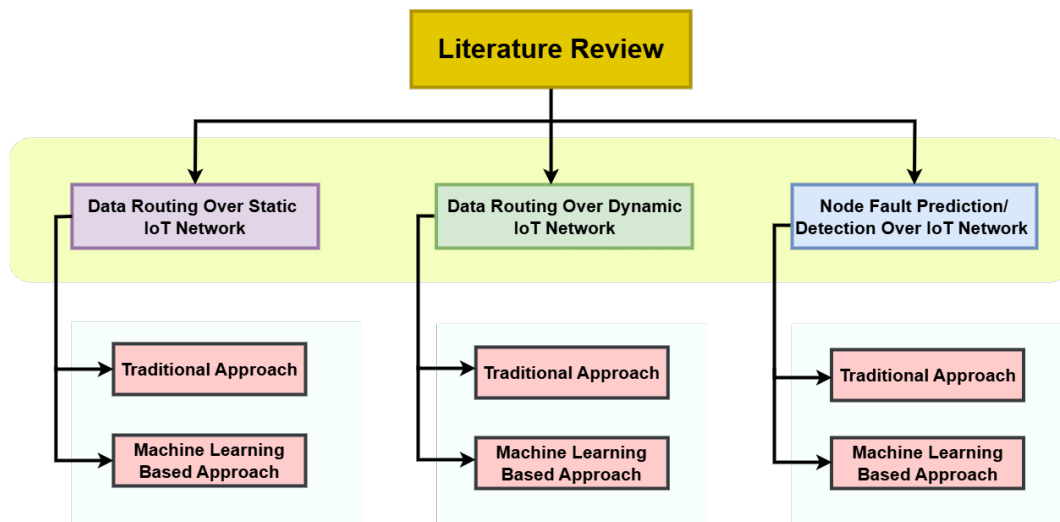 Literature Review
Data Routing Over Static
IoT Network
Data Routing Over Dynamic
IoT Network
Node Fault Prediction/
Detection Over IoT Network
Traditional Approach
Traditional Approach
Traditional Approach
Machine Learning
Based Approach
Machine Learning
Based Approach
Machine Learning
Based Approach